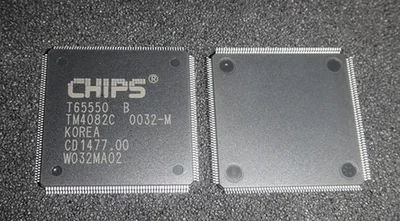 CHIPS®
T65550 B
TM4082C 0032-M
KOREA
CD1477.00
W032MA02